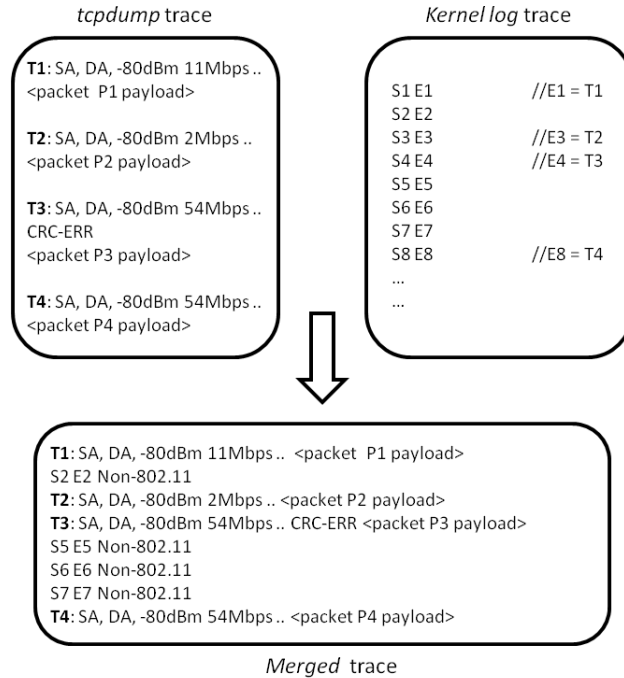 tcpdump trace
T1: SA, DA, -80dBm 11Mbps ..
<packet P1 payload>
T2: SA, DA, -80dBm 2Mbps ..
<packet P2 payload>
T3: SA, DA, -80dBm 54Mbps ..
CRC-ERR
<packet P3 payload>
T4: SA, DA, -80dBm 54Mbps ..
<packet P4 payload>
Kernel log trace
S1 E1 //E1 = T1
S2 E2
S3 E3 //E3 = T2
S4 E4 //E4 = T3
S5 E5
S6 E6
S7 E7
S8 E8 //E8 = T4
...
...
T1: SA, DA, -80dBm 11Mbps .. <packet P1 payload>
S2 E2 Non-802.11
T2: SA, DA, -80dBm 2Mbps .. <packet P2 payload>
T3: SA, DA, -80dBm 54Mbps .. CRC-ERR <packet P3 payload>
S5 E5 Non-802.11
S6 E6 Non-802.11
S7 E7 Non-802.11
T4: SA, DA, -80dBm 54Mbps .. <packet P4 payload>
Merged trace